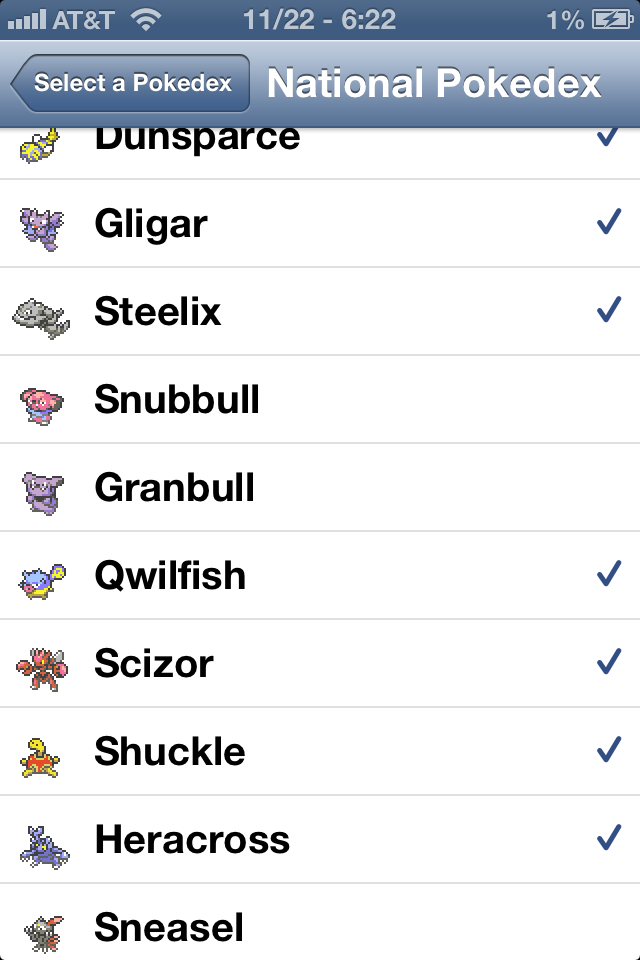 AT&T 11/22 - 6:22 1%
Select a Pokedex National Pokedex
Dunsparce
Gligar
Steelix
Snubbull
Granbull
Qwilfish
Scizor
Shuckle
Heracross
Sneasel